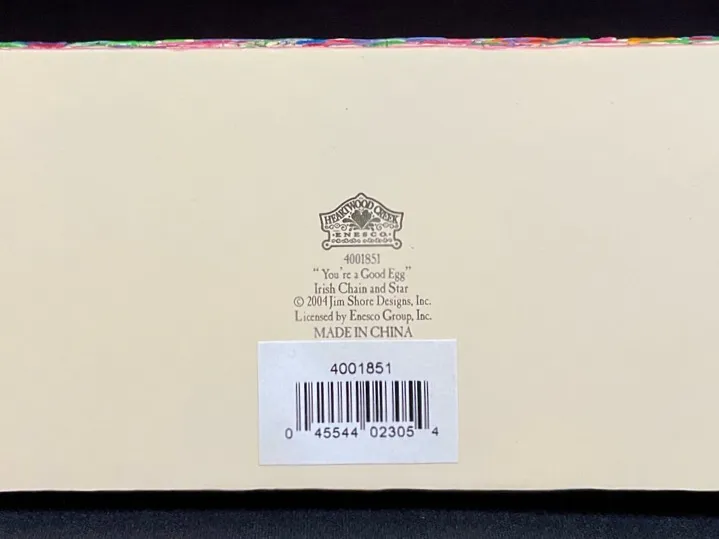 HEARTWOOD CREEK
·ENESCO·
4001851
"You're a Good Egg"
Irish Chain and Star
© 2004 Jim Shore Designs, Inc.
Licensed by Enesco Group, Inc.
MADE IN CHINA
4001851
0 45544 02305 4